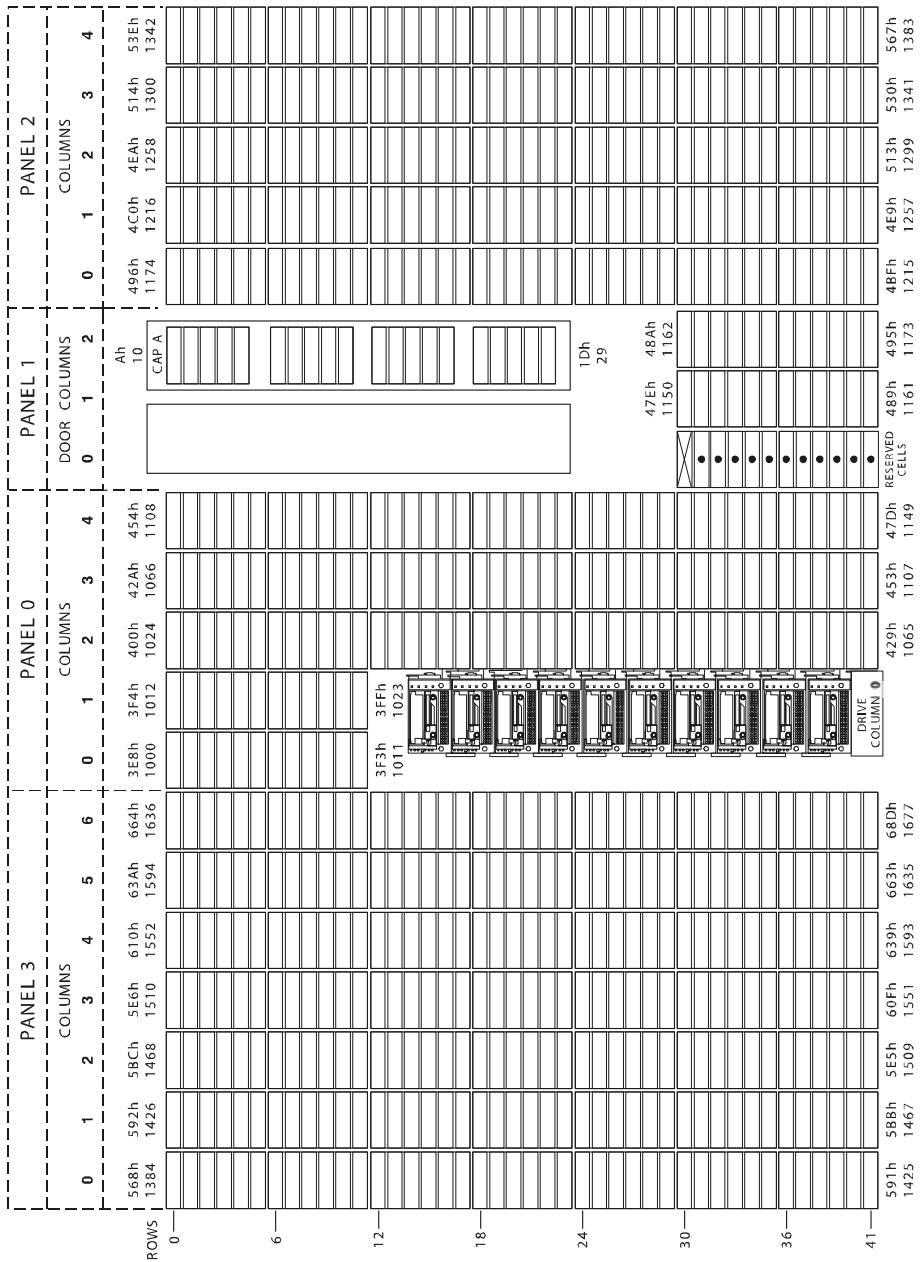 PANEL 3 PANEL 0 PANEL 1 PANEL 2
COLUMNS COLUMNS DOOR COLUMNS COLUMNS
0 1 2 3 4 5 6 0 1 2 3 4 0 1 2 0 1 2 3 4
568h 592h 5BCh 5E6h 610h 63Ah 664h 3E8h 3F4h 400h 42Ah 454h Ah 496h 4C0h 4EAh 514h 53Eh
1384 1426 1468 1510 1552 1594 1636 1000 1012 1024 1066 1108 10 1174 1216 1258 1300 1342
ROWS
CAP A
0
6
12
3F3h 3FFh
1011 1023
18
24
1Dh
29
30
47Eh 48Ah
1150 1162
36
DRIVE
COLUMN 0
41
591h 5BBh 5E5h 60Fh 639h 663h 68Dh 429h 453h 47Dh RESERVED 489h 495h 4BFh 4E9h 513h 530h 567h
1425 1467 1509 1551 1593 1635 1677 1065 1107 1149 CELLS 1161 1173 1215 1257 1299 1341 1383